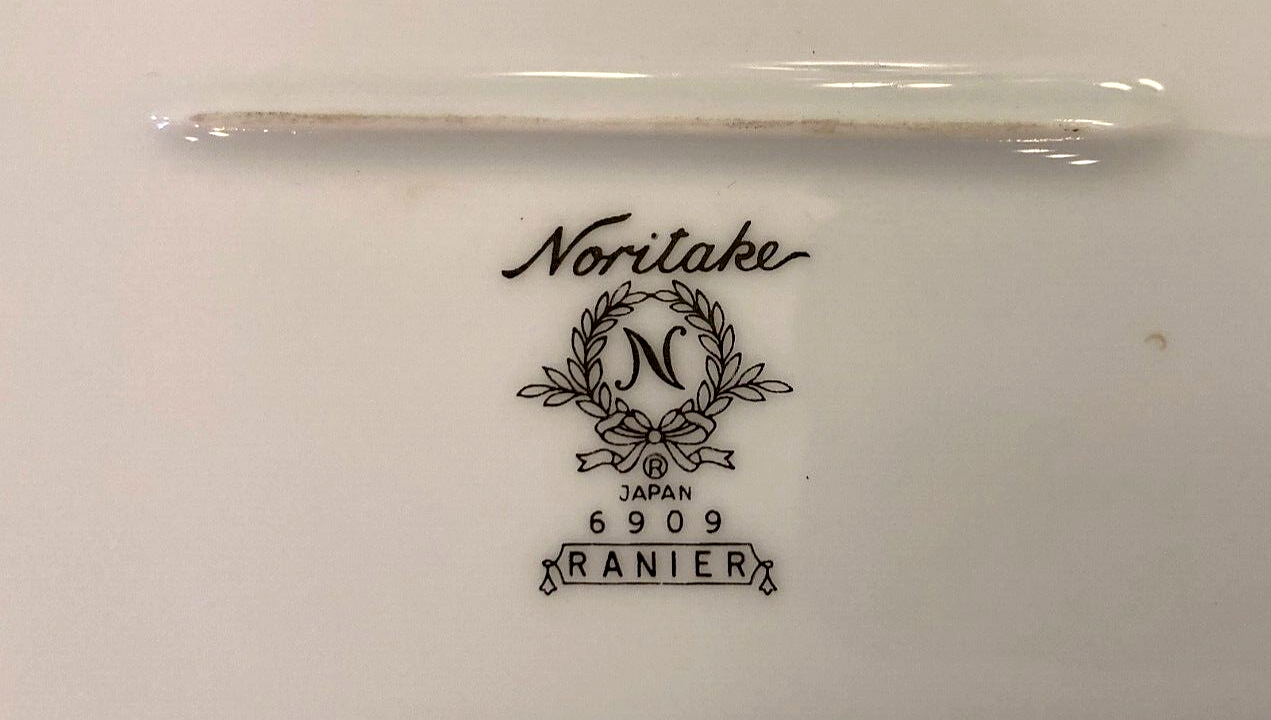 Noritake
N
®
JAPAN
6909
RANIER